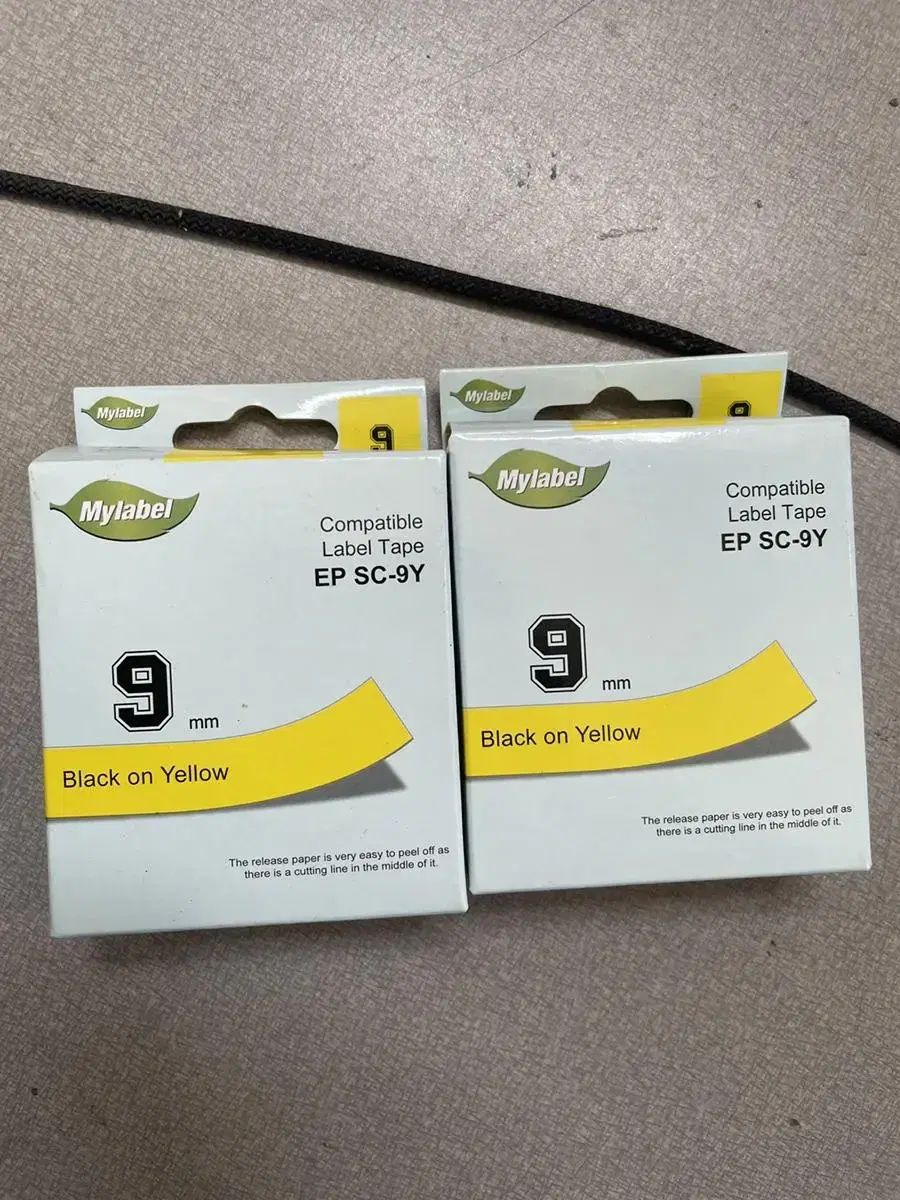 Mylabel
9
Mylabel
Compatible
Label Tape
EP SC-9Y
9 mm
Black on Yellow
The release paper is very easy to peel off as
there is a cutting line in the middle of it.
Mylabel
9
Mylabel
Compatible
Label Tape
EP SC-9Y
9 mm
Black on Yellow
The release paper is very easy to peel off as
there is a cutting line in the middle of it.